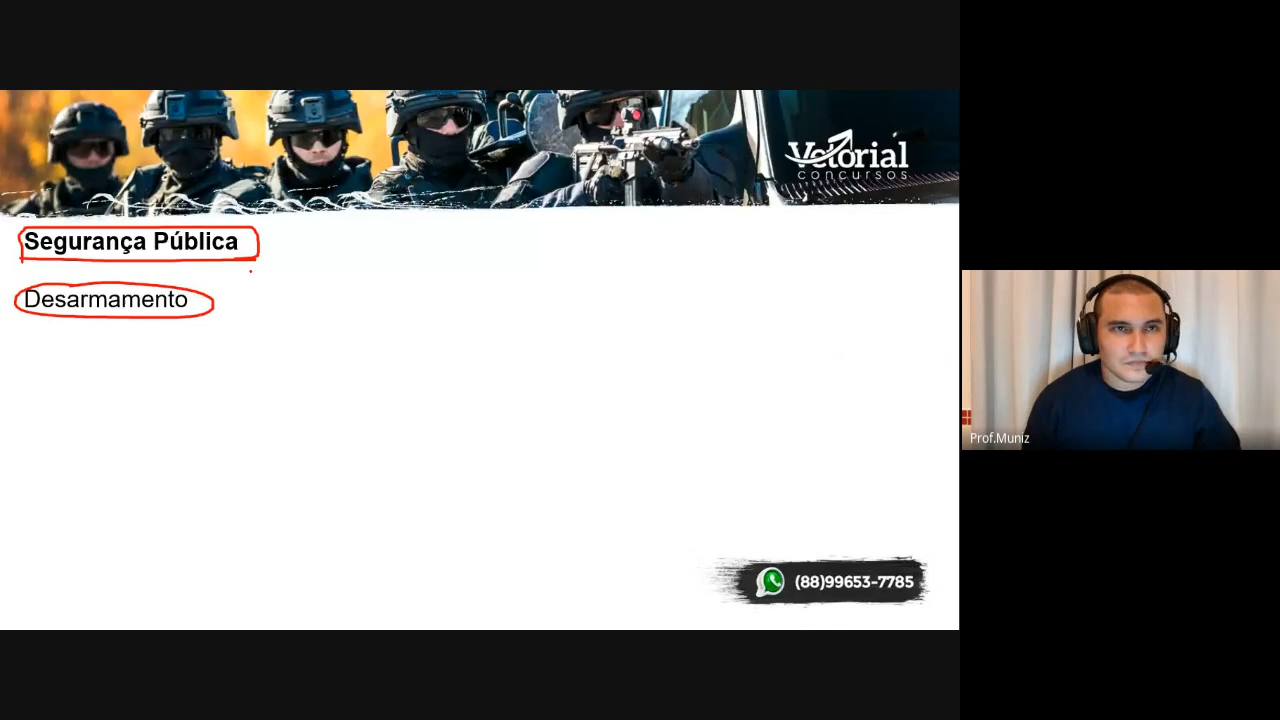 Vetorial
concursos
Segurança Pública
Desarmamento
Prof.Muniz
(88)99653-7785